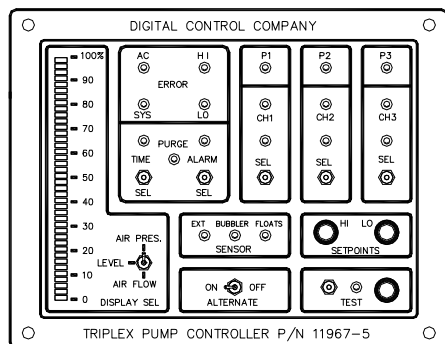 DIGITAL CONTROL COMPANY
100%
90
80
70
60
50
40
30
20
10
0
AC HI
ERROR
SYS LO
PURGE
TIME ALARM
SEL SEL
P1
CH1
SEL
P2
CH2
SEL
P3
CH3
SEL
AIR PRES.
LEVEL
AIR FLOW
DISPLAY SEL
EXT BUBBLER FLOATS
SENSOR
HI LO
SETPOINTS
ON OFF
ALTERNATE
TEST
TRIPLEX PUMP CONTROLLER P/N 11967-5